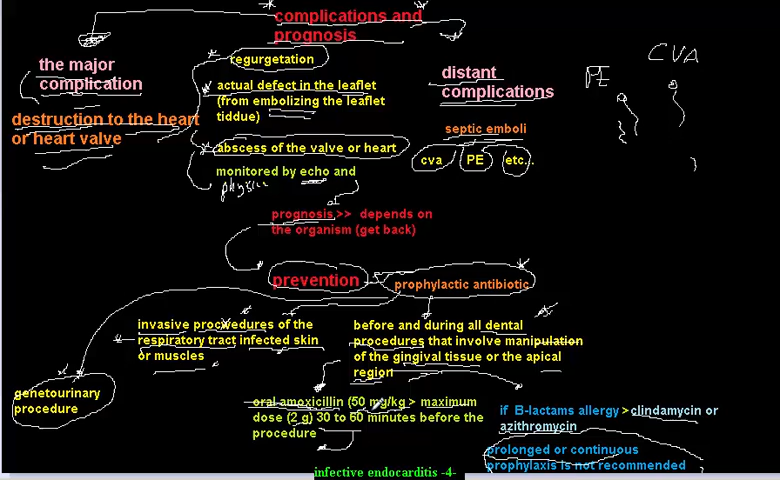 complications and
prognosis
the major
complication
destruction to the heart
or heart valve
regurgetation
actual defect in the leaflet
(from embolizing the leaflet
tiddue)
abscess of the valve or heart
monitored by echo and
distant
complications
septic emboli
cva PE etc..
PE
CVA
prognosis >> depends on
the organism (get back)
prevention
prophylactic antibiotic
invasive procwedures of the
respiratory tract infected skin
or muscles
before and during all dental
procedures that involve manipulation
of the gingival tissue or the apical
region
genetourinary
procedure
oral amoxicillin (50 mg/kg > maximum
dose (2 g) 30 to 60 minutes before the
procedure
if B-lactams allergy > clindamycin or
azithromycin
prolonged or continuous
prophylaxis is not recommended
infective endocarditis -4-